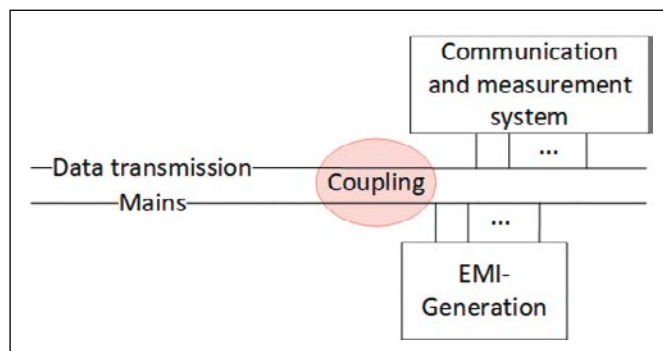 Communication
and measurement
system
...
Data transmission
Coupling
Mains
...
EMI-
Generation